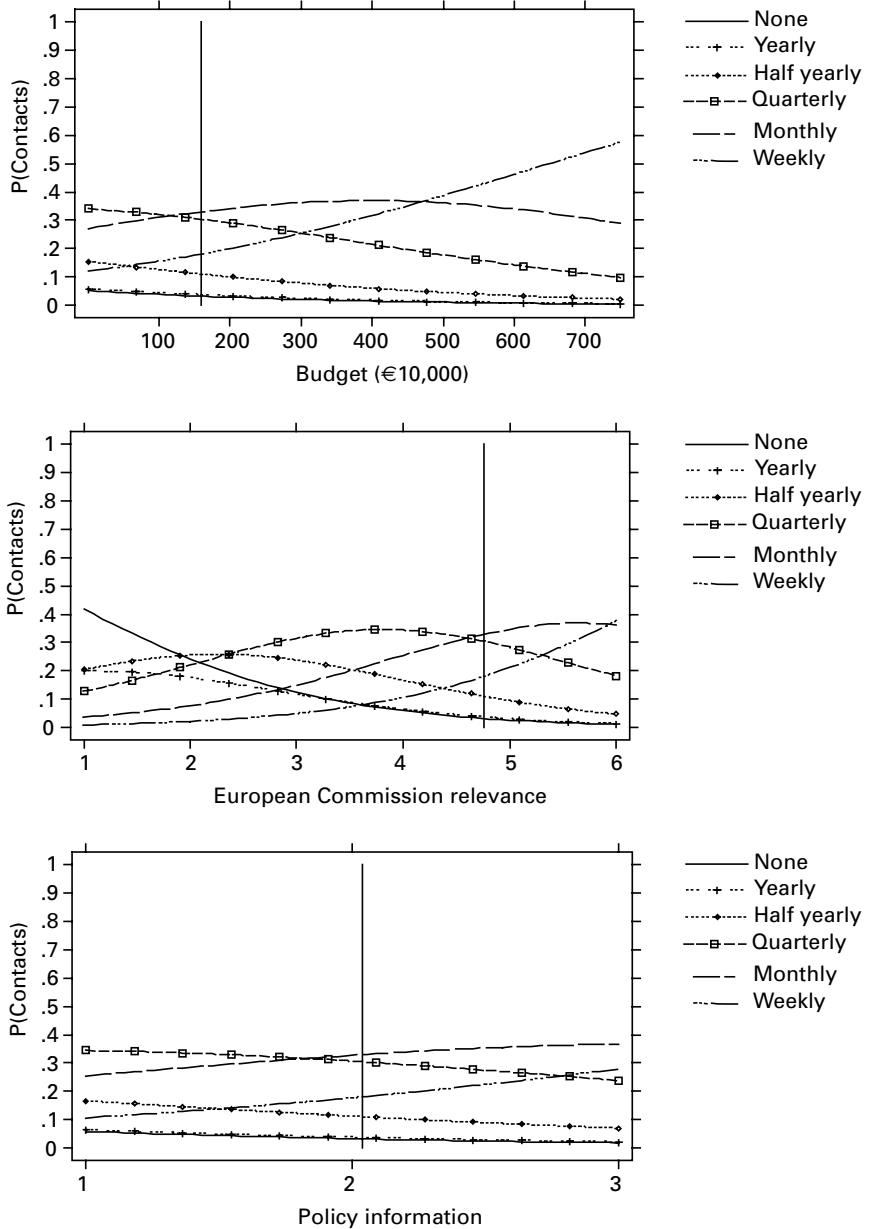 P(Contacts)
1
.9
.8
.7
.6
.5
.4
.3
.2
.1
0
100 200 300 400 500 600 700
Budget (€10,000)
None
Yearly
Half yearly
Quarterly
Monthly
Weekly
P(Contacts)
1
.9
.8
.7
.6
.5
.4
.3
.2
.1
0
1 2 3 4 5 6
European Commission relevance
None
Yearly
Half yearly
Quarterly
Monthly
Weekly
P(Contacts)
1
.9
.8
.7
.6
.5
.4
.3
.2
.1
0
1 2 3
Policy information
None
Yearly
Half yearly
Quarterly
Monthly
Weekly